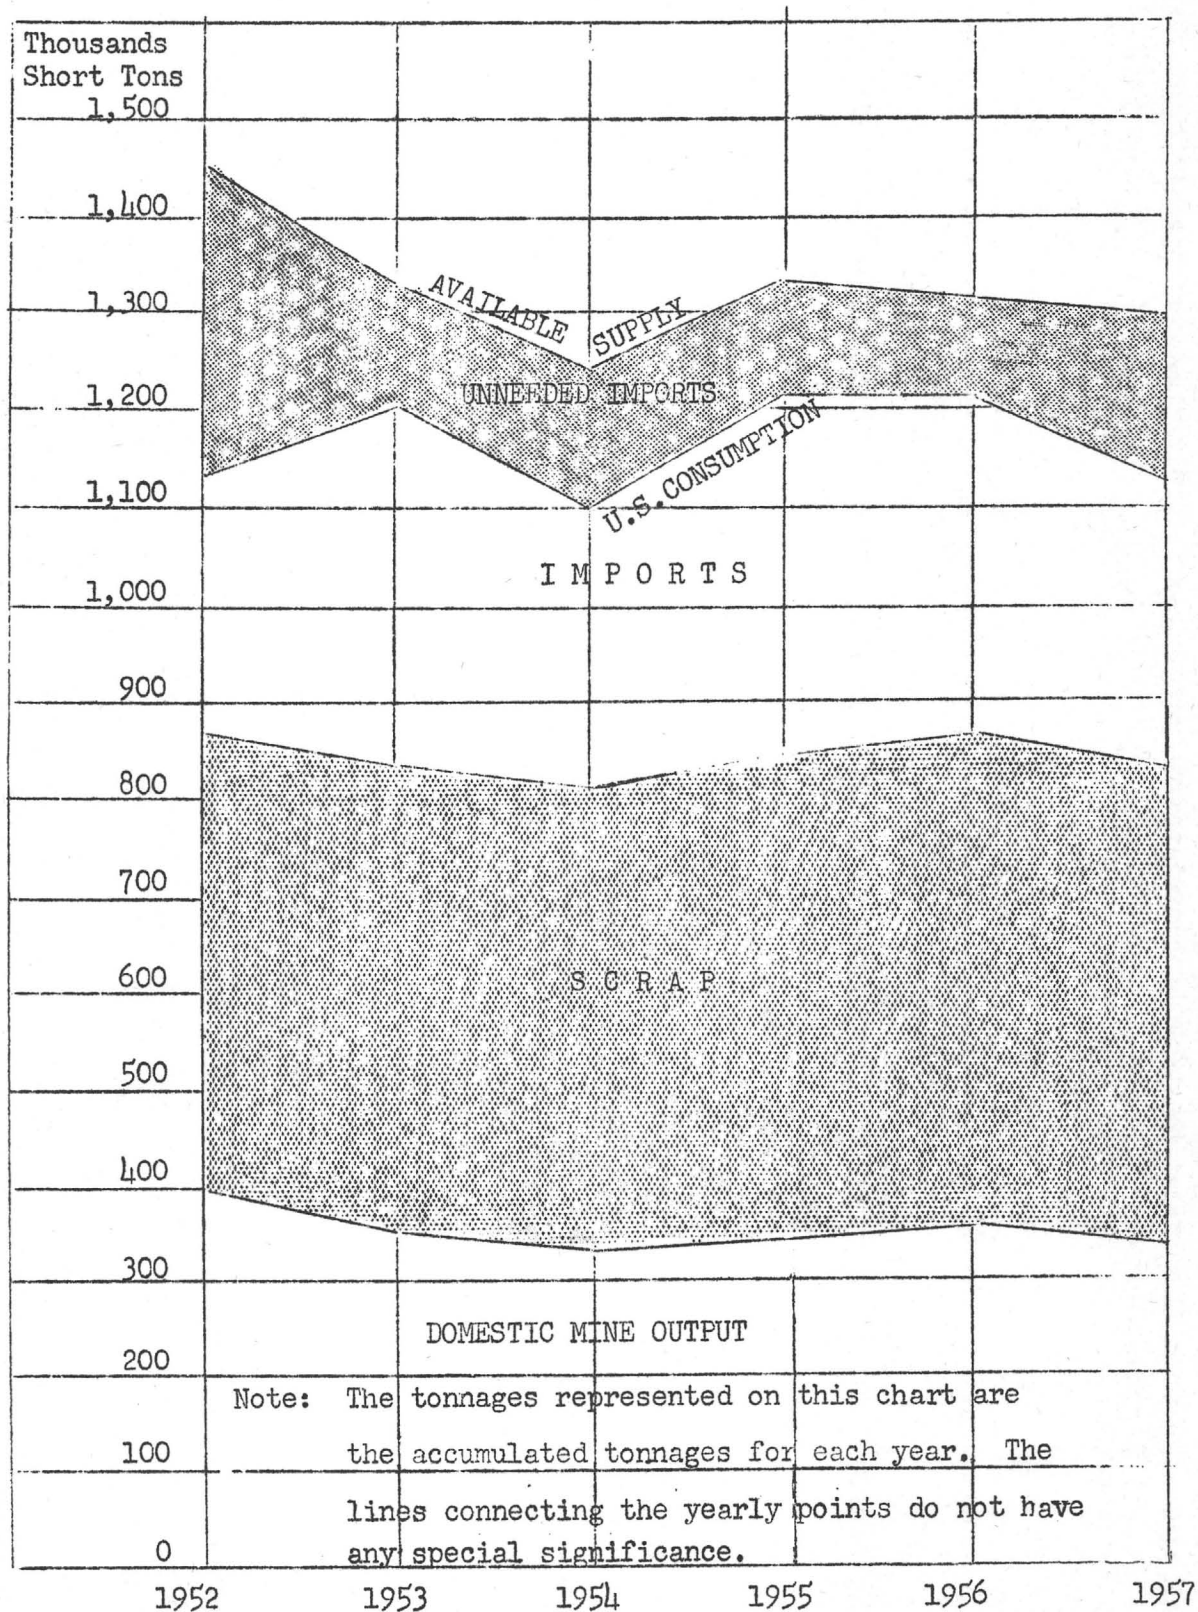 Thousands
Short Tons
1,500
1,400
1,300
1,200
1,100
1,000
900
800
700
600
500
400
300
200
100
0
AVAILABLE SUPPLY
UNNEEDED IMPORTS
U.S. CONSUMPTION
IMPORTS
SCRAP
DOMESTIC MINE OUTPUT
Note: The tonnages represented on this chart are
the accumulated tonnages for each year. The
lines connecting the yearly points do not have
any special significance.
1952 1953 1954 1955 1956 1957